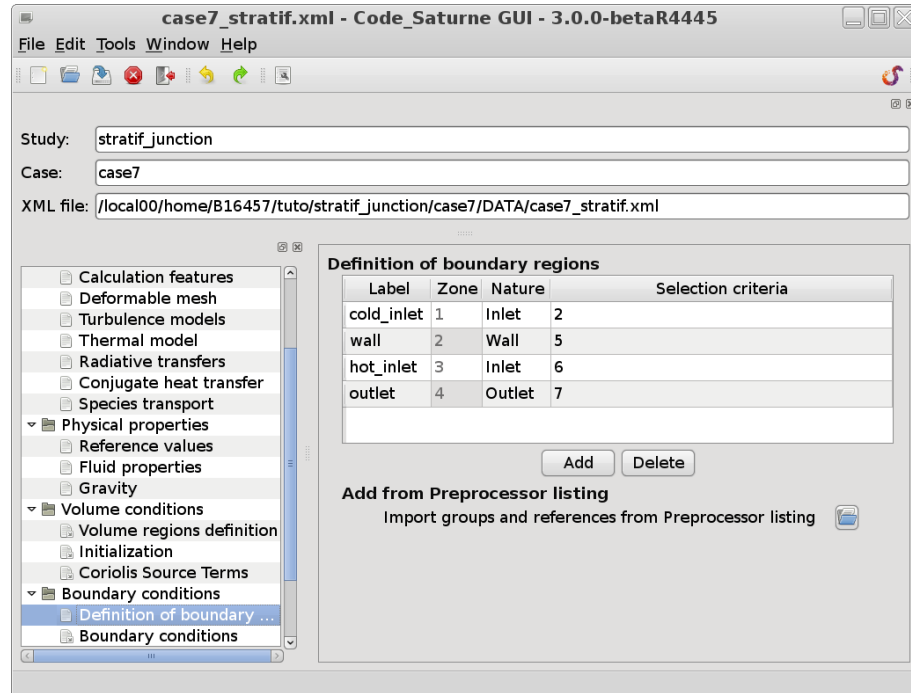 case7_stratif.xml - Code_Saturne GUI - 3.0.0-betaR4445
File Edit Tools Window Help
Study: stratif_junction
Case: case7
XML file: /local00/home/B16457/tuto/stratif_junction/case7/DATA/case7_stratif.xml
Calculation features
Deformable mesh
Turbulence models
Thermal model
Radiative transfers
Conjugate heat transfer
Species transport
Physical properties
Reference values
Fluid properties
Gravity
Volume conditions
Volume regions definition
Initialization
Coriolis Source Terms
Boundary conditions
Definition of boundary ...
Boundary conditions
Definition of boundary regions
Label Zone Nature Selection criteria
cold_inlet 1 Inlet 2
wall 2 Wall 5
hot_inlet 3 Inlet 6
outlet 4 Outlet 7
Add Delete
Add from Preprocessor listing
Import groups and references from Preprocessor listing